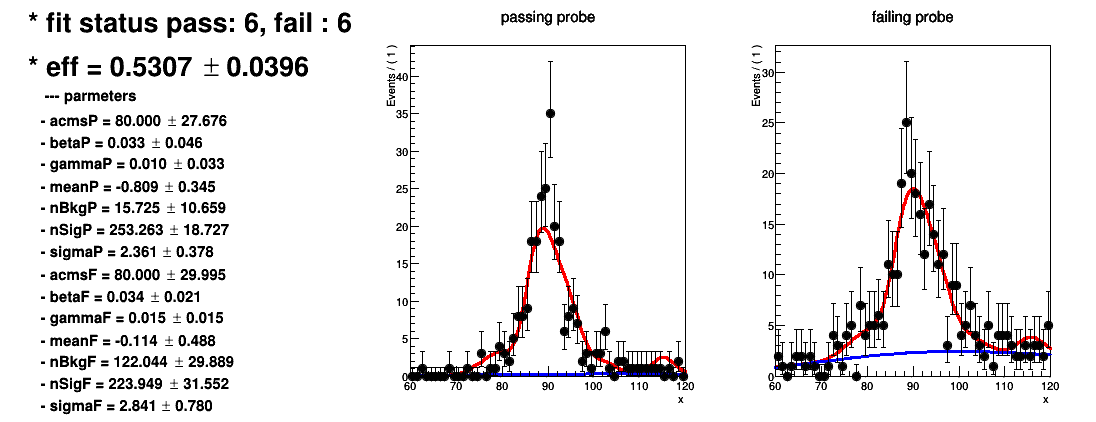 * fit status pass: 6, fail : 6
* eff = 0.5307 ± 0.0396
--- parmeters
- acmsP = 80.000 ± 27.676
- betaP = 0.033 ± 0.046
- gammaP = 0.010 ± 0.033
- meanP = -0.809 ± 0.345
- nBkgP = 15.725 ± 10.659
- nSigP = 253.263 ± 18.727
- sigmaP = 2.361 ± 0.378
- acmsF = 80.000 ± 29.995
- betaF = 0.034 ± 0.021
- gammaF = 0.015 ± 0.015
- meanF = -0.114 ± 0.488
- nBkgF = 122.044 ± 29.889
- nSigF = 223.949 ± 31.552
- sigmaF = 2.841 ± 0.780
passing probe
Events / ( 1 )
40
35
30
25
20
15
10
5
0
60 70 80 90 100 110 120
x
failing probe
Events / ( 1 )
30
25
20
15
10
5
0
60 70 80 90 100 110 120
x